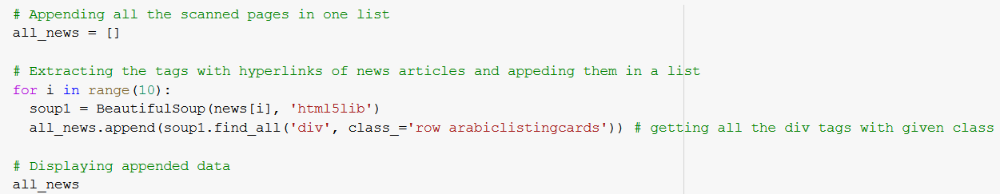 # Appending all the scanned pages in one list
all_news = []
# Extracting the tags with hyperlinks of news articles and appeding them in a list
for i in range(10):
  soup1 = BeautifulSoup(news[i], 'html5lib')
  all_news.append(soup1.find_all('div', class_='row arabiclistingcards')) # getting all the div tags with given class
# Displaying appended data
all_news